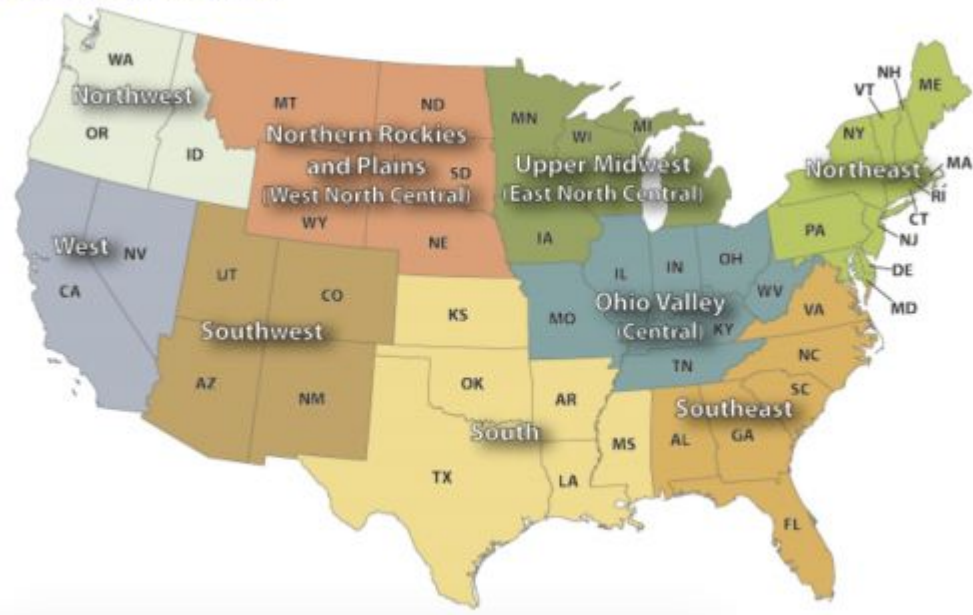 WA
Northwest
OR
ID
MT
ND
Northern Rockies
and Plains
(West North Central)
SD
WY
NE
MN
WI
MI
Upper Midwest
(East North Central)
IA
NH
VT
ME
NY
Northeast
MA
RI
CT
PA
NJ
DE
MD
West
NV
CA
UT
CO
Southwest
AZ
NM
KS
OK
AR
South
TX
LA
MS
IL
IN
OH
WV
Ohio Valley
(Central)
MO
KY
TN
VA
NC
SC
Southeast
AL
GA
FL